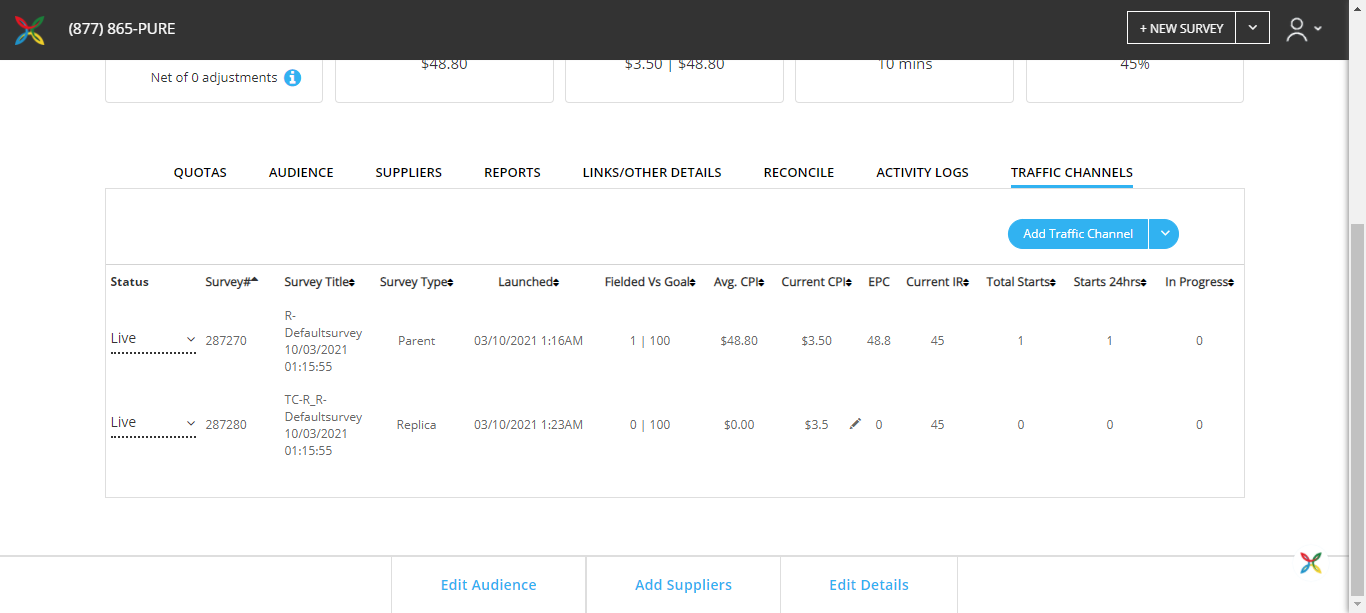 (877) 865-PURE
+ NEW SURVEY
Net of 0 adjustments
$48.80
$3.50 | $48.80
10 mins
45%
QUOTAS AUDIENCE SUPPLIERS REPORTS LINKS/OTHER DETAILS RECONCILE ACTIVITY LOGS TRAFFIC CHANNELS
Add Traffic Channel
Status Survey# Survey Title Survey Type Launched Fielded Vs Goal Avg. CPI Current CPI EPC Current IR Total Starts Starts 24hrs In Progress
Live 287270
R-
Defaultsurvey
10/03/2021
01:15:55
Parent 03/10/2021 1:16AM 1 | 100 $48.80 $3.50 48.8 45 1 1 0
Live 287280
TC-R_R-
Defaultsurvey
10/03/2021
01:15:55
Replica 03/10/2021 1:23AM 0 | 100 $0.00 $3.5 0 45 0 0 0
Edit Audience Add Suppliers Edit Details